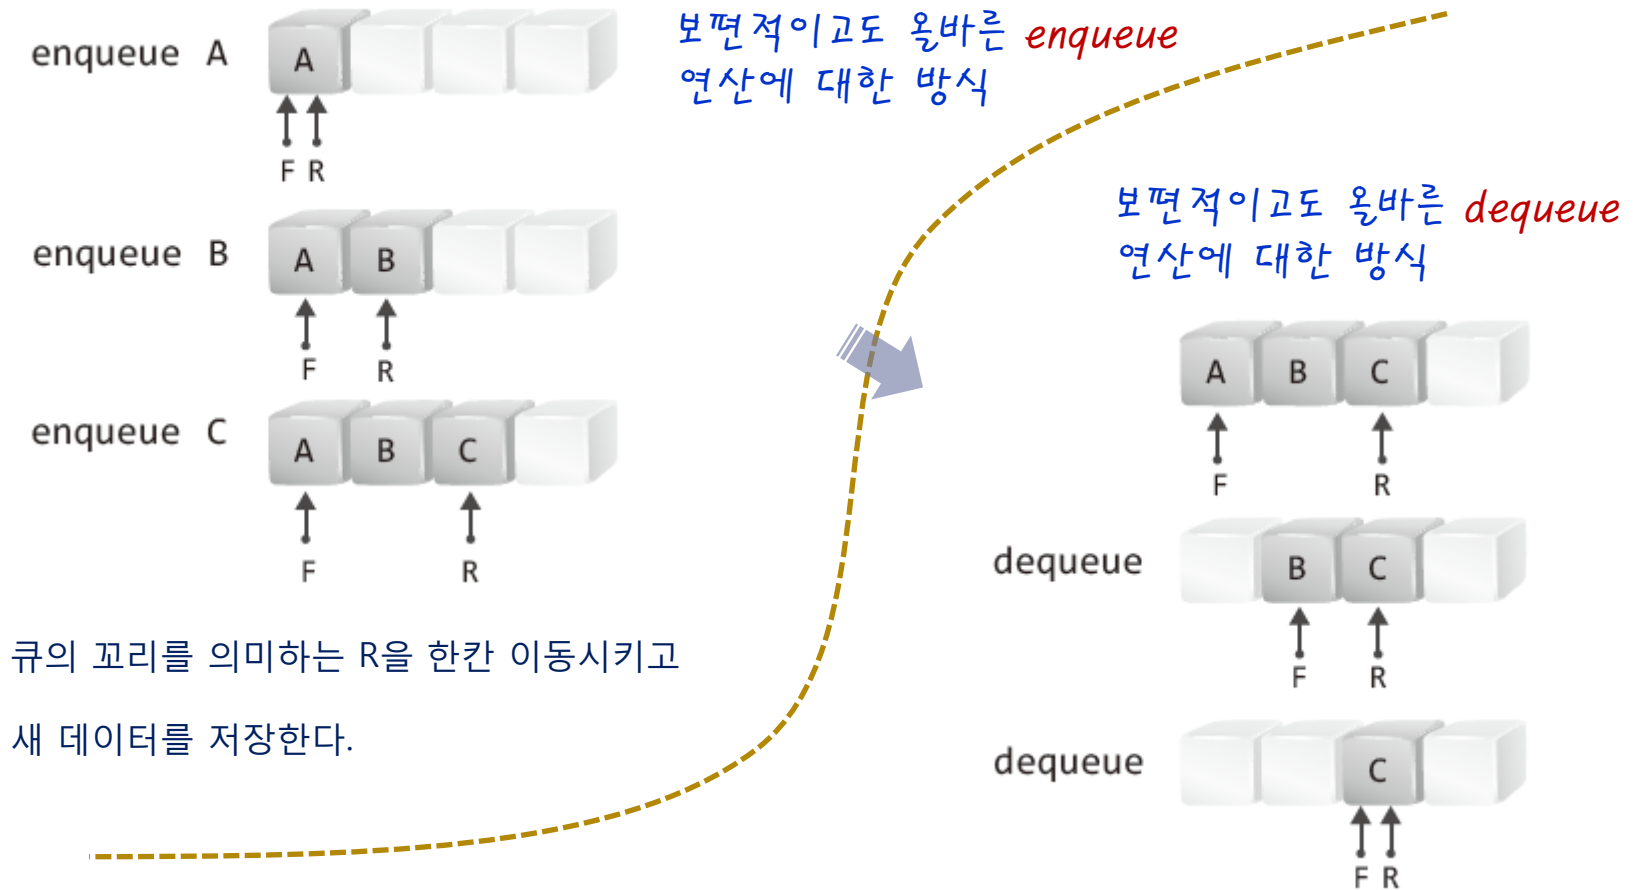 enqueue A
A
F R
enqueue B
A B
F R
enqueue C
A B C
F R
큐의 꼬리를 의미하는 R을 한칸 이동시키고
새 데이터를 저장한다.
보편적이고도 올바른 enqueue
연산에 대한 방식
보편적이고도 올바른 dequeue
연산에 대한 방식
A B C
F R
dequeue
B C
F R
dequeue
C
F R